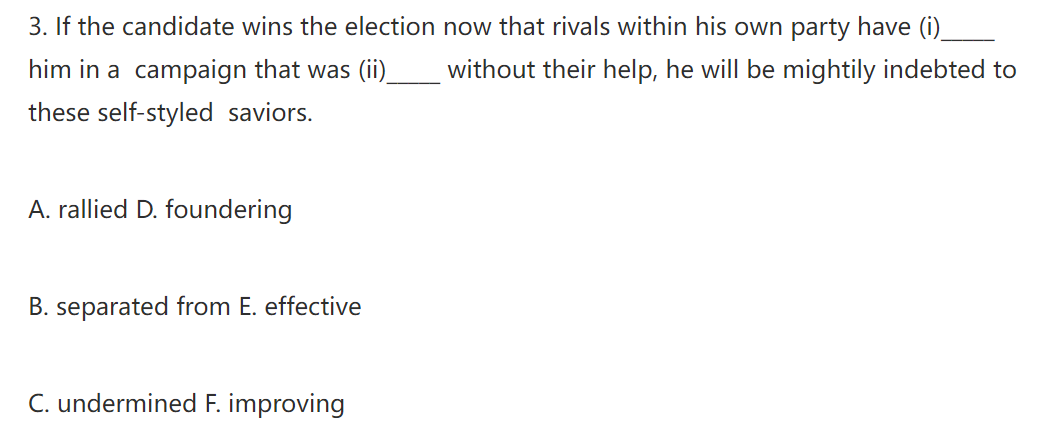 3. If the candidate wins the election now that rivals within his own party have (i)_____
him in a campaign that was (ii)_____ without their help, he will be mightily indebted to
these self-styled saviors.
A. rallied D. foundering
B. separated from E. effective
C. undermined F. improving